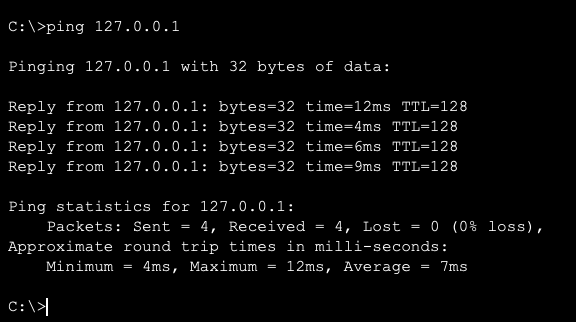 C:\>ping 127.0.0.1
Pinging 127.0.0.1 with 32 bytes of data:
Reply from 127.0.0.1: bytes=32 time=12ms TTL=128
Reply from 127.0.0.1: bytes=32 time=4ms TTL=128
Reply from 127.0.0.1: bytes=32 time=6ms TTL=128
Reply from 127.0.0.1: bytes=32 time=9ms TTL=128
Ping statistics for 127.0.0.1:
Packets: Sent = 4, Received = 4, Lost = 0 (0% loss),
Approximate round trip times in milli-seconds:
Minimum = 4ms, Maximum = 12ms, Average = 7ms
C:\>